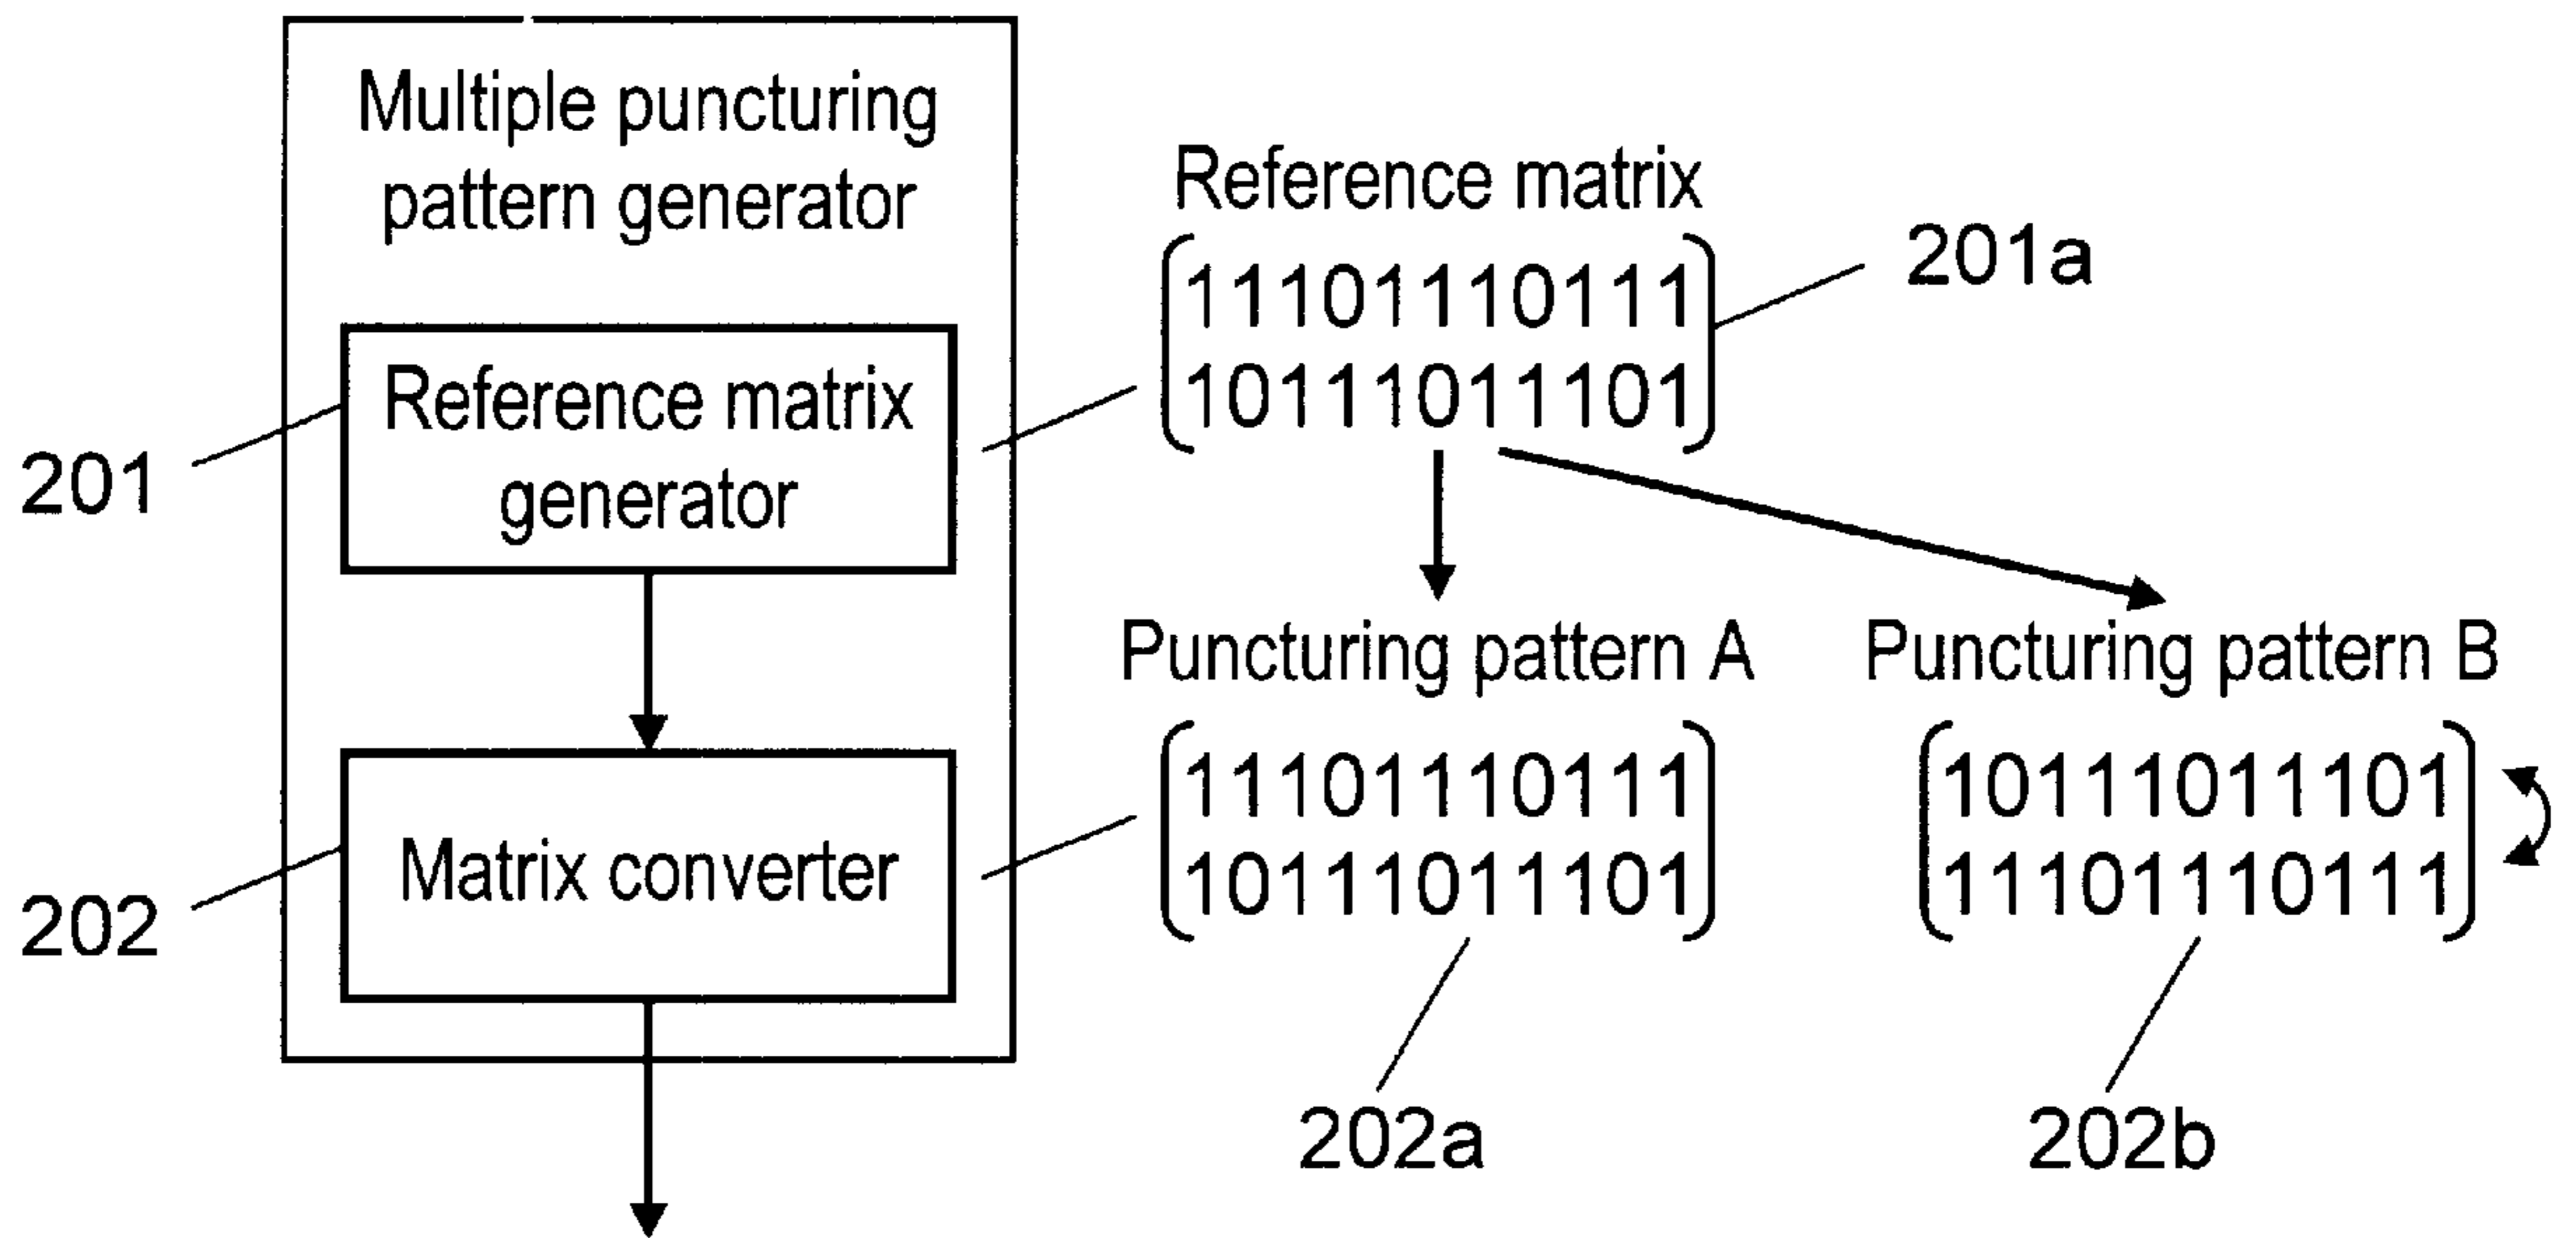 Multiple puncturing
pattern generator
Reference matrix
11101110111
10111011101
201a
Reference matrix
generator
201
Puncturing pattern A
Puncturing pattern B
Matrix converter
202
11101110111
10111011101
10111011101
11101110111
202a
202b